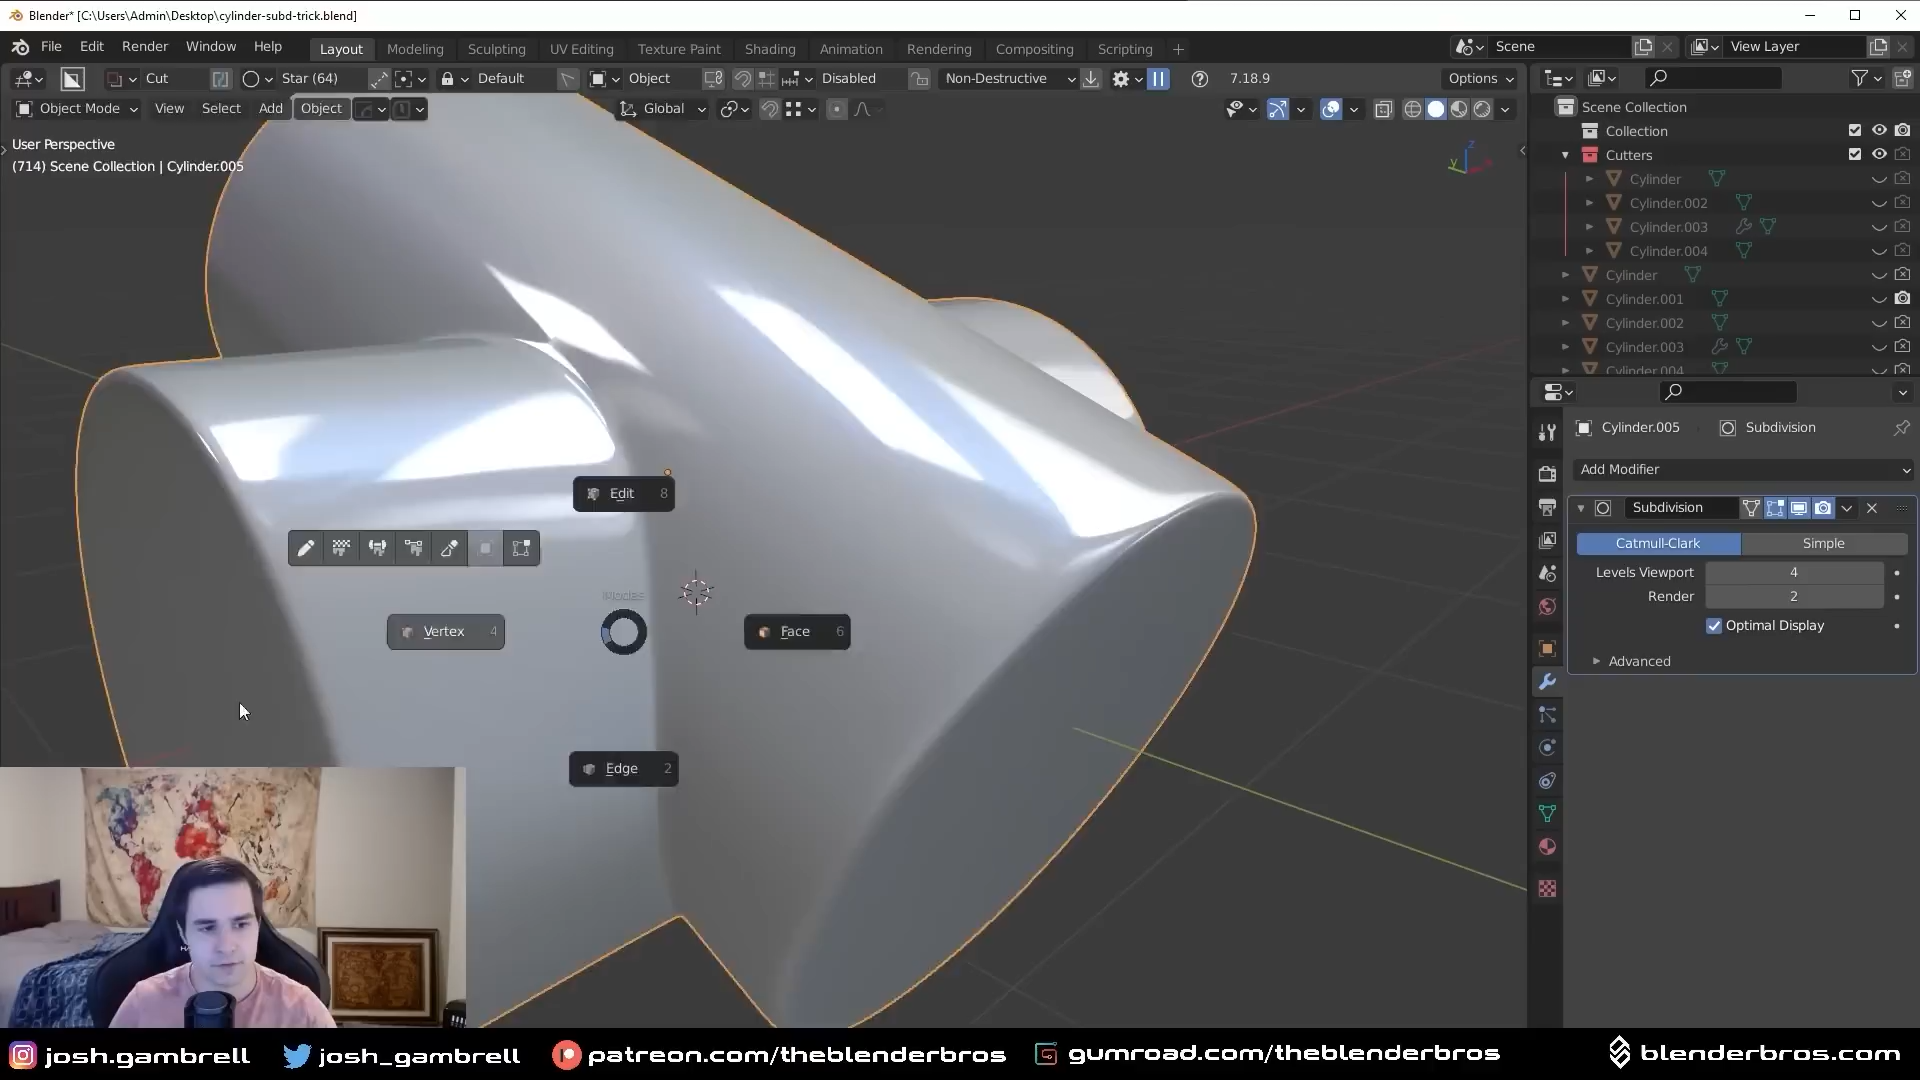 Blender* [C:\Users\Admin\Desktop\cylinder-subd-trick.blend]
File Edit Render Window Help Layout Modeling Sculpting UV Editing Texture Paint Shading Animation Rendering Compositing Scripting + Scene View Layer
Cut Star (64) Default Object Disabled Non-Destructive 7.18.9 Options
Object Mode View Select Add Object Global
User Perspective
(714) Scene Collection | Cylinder.005
Z
Y
Scene Collection
Collection
Cutters
Cylinder
Cylinder.002
Cylinder.003
Cylinder.004
Cylinder
Cylinder.001
Cylinder.002
Cylinder.003
Cylinder.004
Cylinder.005 Subdivision
Add Modifier
Subdivision
Catmull-Clark Simple
Levels Viewport 4
Render 2
Optimal Display
Advanced
Edit 8
Modes
Vertex 4
Face 6
Edge 2
josh.gambrell josh_gambrell patreon.com/theblenderbros gumroad.com/theblenderbros blenderbros.com